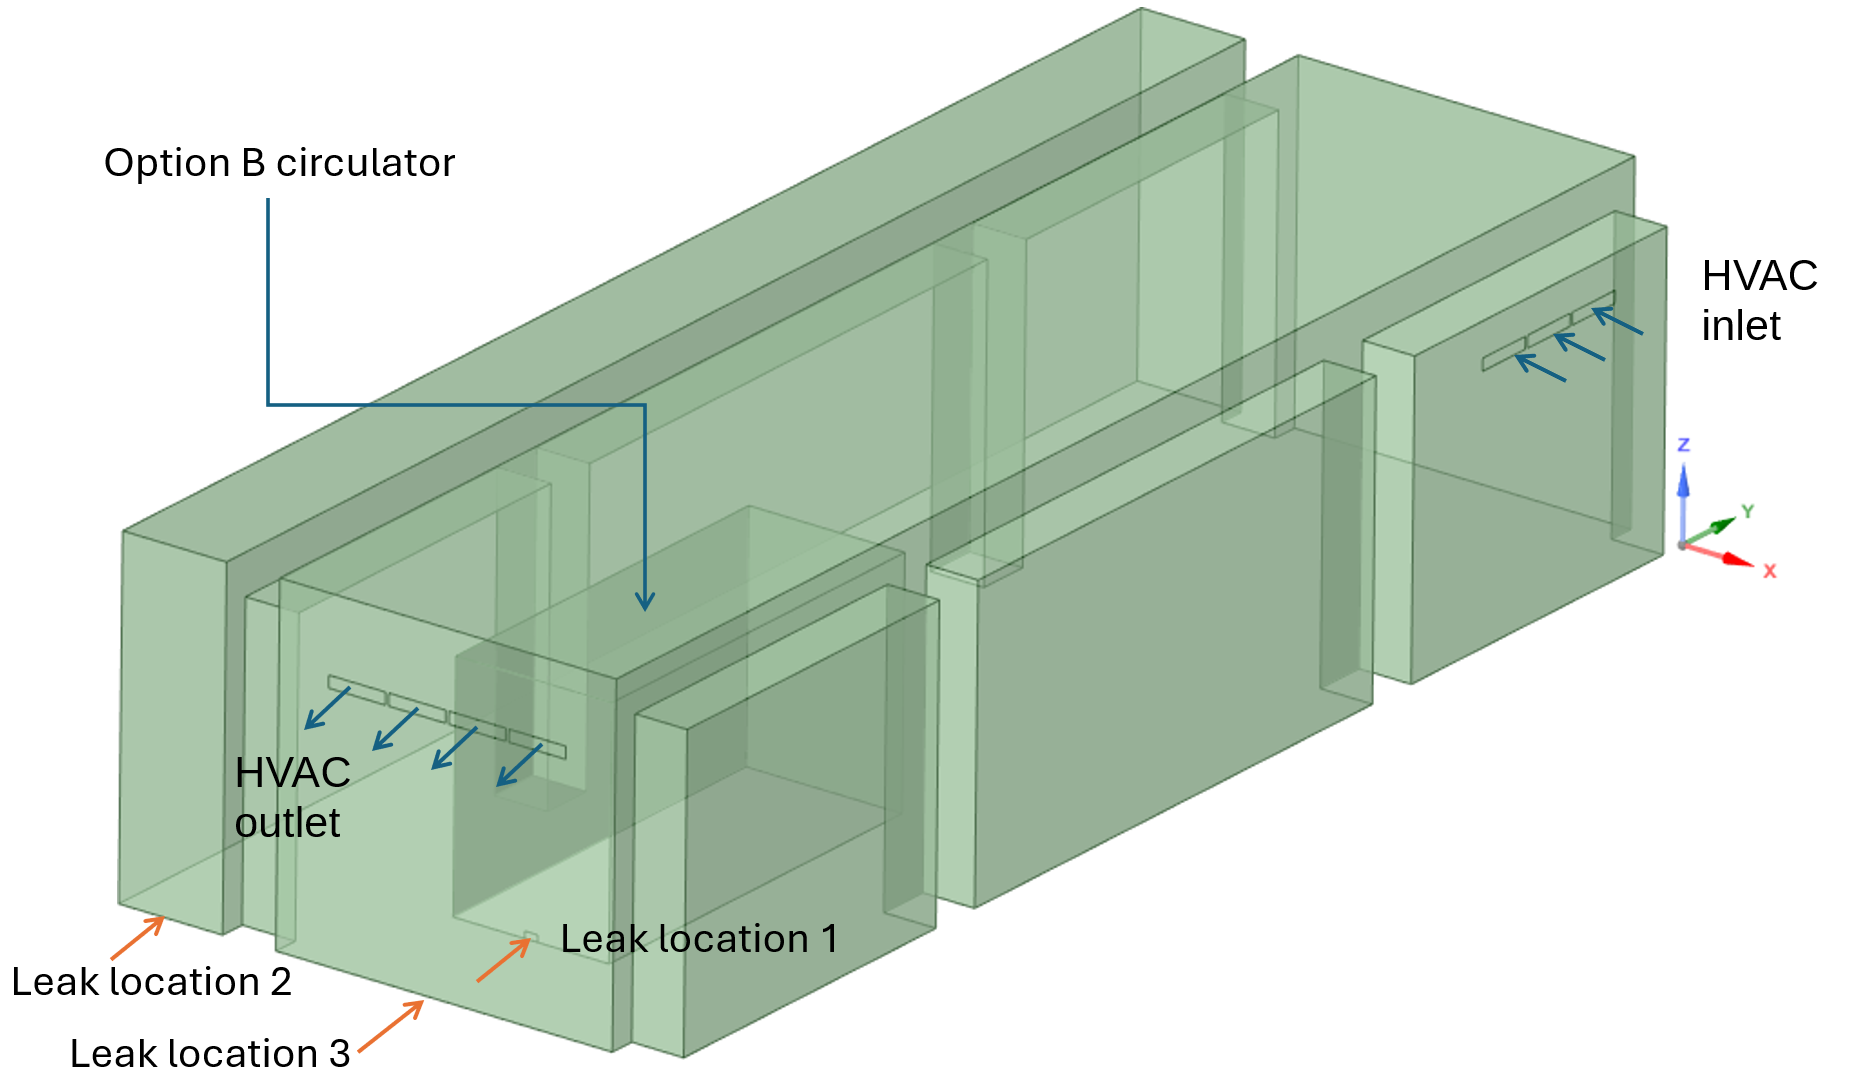 Option B circulator
HVAC
inlet
Z
Y
X
HVAC
outlet
Leak location 1
Leak location 2
Leak location 3